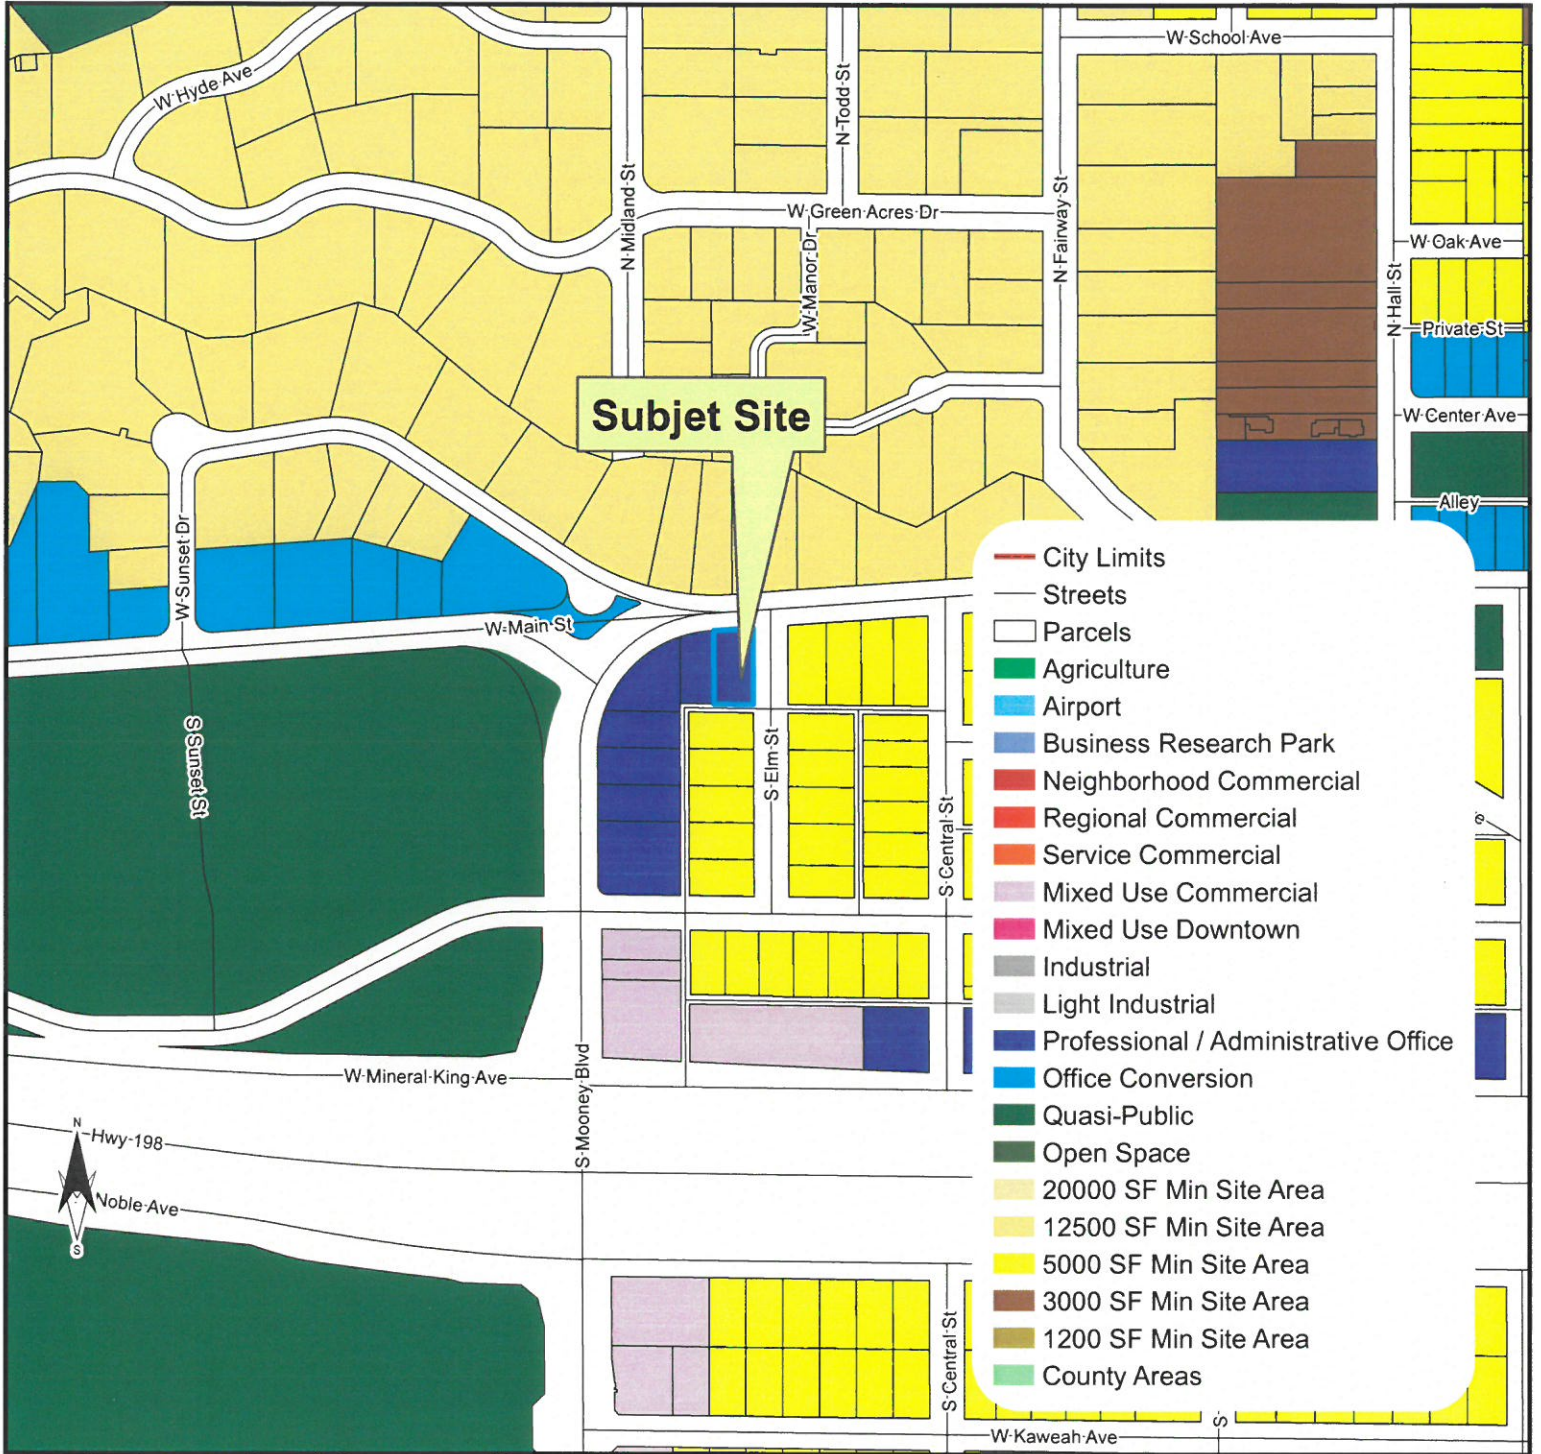 W School Ave
W Hyde Ave
N Todd St
N Midland St
W Green Acres Dr
N Fairway St
W Manor Dr
W Oak Ave
N Hall St
Private St
W Center Ave
Subjet Site
Alley
W Sunset Dr
W Main St
S Sunset St
S Elm St
S Central St
e
W Mineral King Ave
S Mooney Blvd
N
Hwy 198
Noble Ave
S
S Central St
S
W Kaweah Ave
City Limits
Streets
Parcels
Agriculture
Airport
Business Research Park
Neighborhood Commercial
Regional Commercial
Service Commercial
Mixed Use Commercial
Mixed Use Downtown
Industrial
Light Industrial
Professional / Administrative Office
Office Conversion
Quasi-Public
Open Space
20000 SF Min Site Area
12500 SF Min Site Area
5000 SF Min Site Area
3000 SF Min Site Area
1200 SF Min Site Area
County Areas